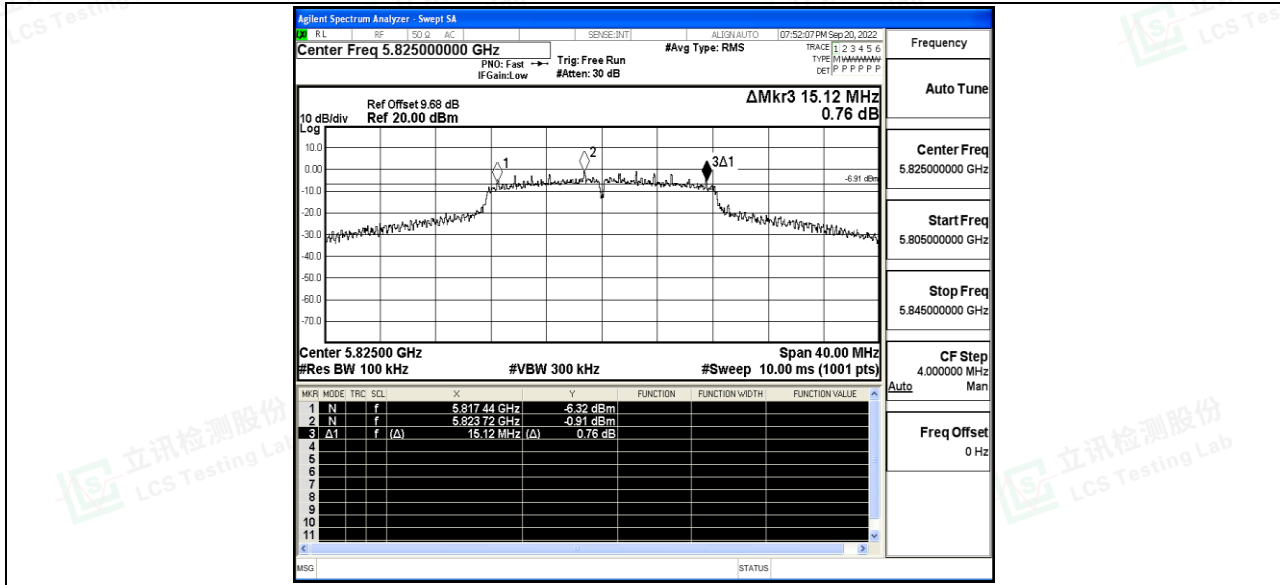 Agilent Spectrum Analyzer - Swept SA
LXI RL RF 50 Ω AC SENSE:INT ALIGN AUTO 07:52:07 PM Sep 20, 2022
Center Freq 5.825000000 GHz
#Avg Type: RMS
TRACE 1 2 3 4 5 6
PNO: Fast
Trig: Free Run
TYPE MWWWWW
IFGain:Low
#Atten: 30 dB
DET P P P P P P
ΔMkr3 15.12 MHz
0.76 dB
Ref Offset 9.68 dB
10 dB/div Ref 20.00 dBm
Log
10.0
0.00
-10.0
-20.0
-30.0
-40.0
-50.0
-60.0
-70.0
1
2
3Δ1
-6.91 dBm
Center 5.82500 GHz Span 40.00 MHz
#Res BW 100 kHz #VBW 300 kHz #Sweep 10.00 ms (1001 pts)
MKR MODE TRC SCL X Y FUNCTION FUNCTION WIDTH FUNCTION VALUE
1 N f 5.817 44 GHz -6.32 dBm
2 N f 5.823 72 GHz -0.91 dBm
3 Δ1 f (Δ) 15.12 MHz (Δ) 0.76 dB
4
5
6
7
8
9
10
11
MSG STATUS
Frequency
Auto Tune
Center Freq
5.825000000 GHz
Start Freq
5.805000000 GHz
Stop Freq
5.845000000 GHz
CF Step
4.000000 MHz
Auto Man
Freq Offset
0 Hz
LCS Testing
LCS Tes
立讯检测股份
LCS Testing Lab
立讯检测股份
LCS Testing Lab